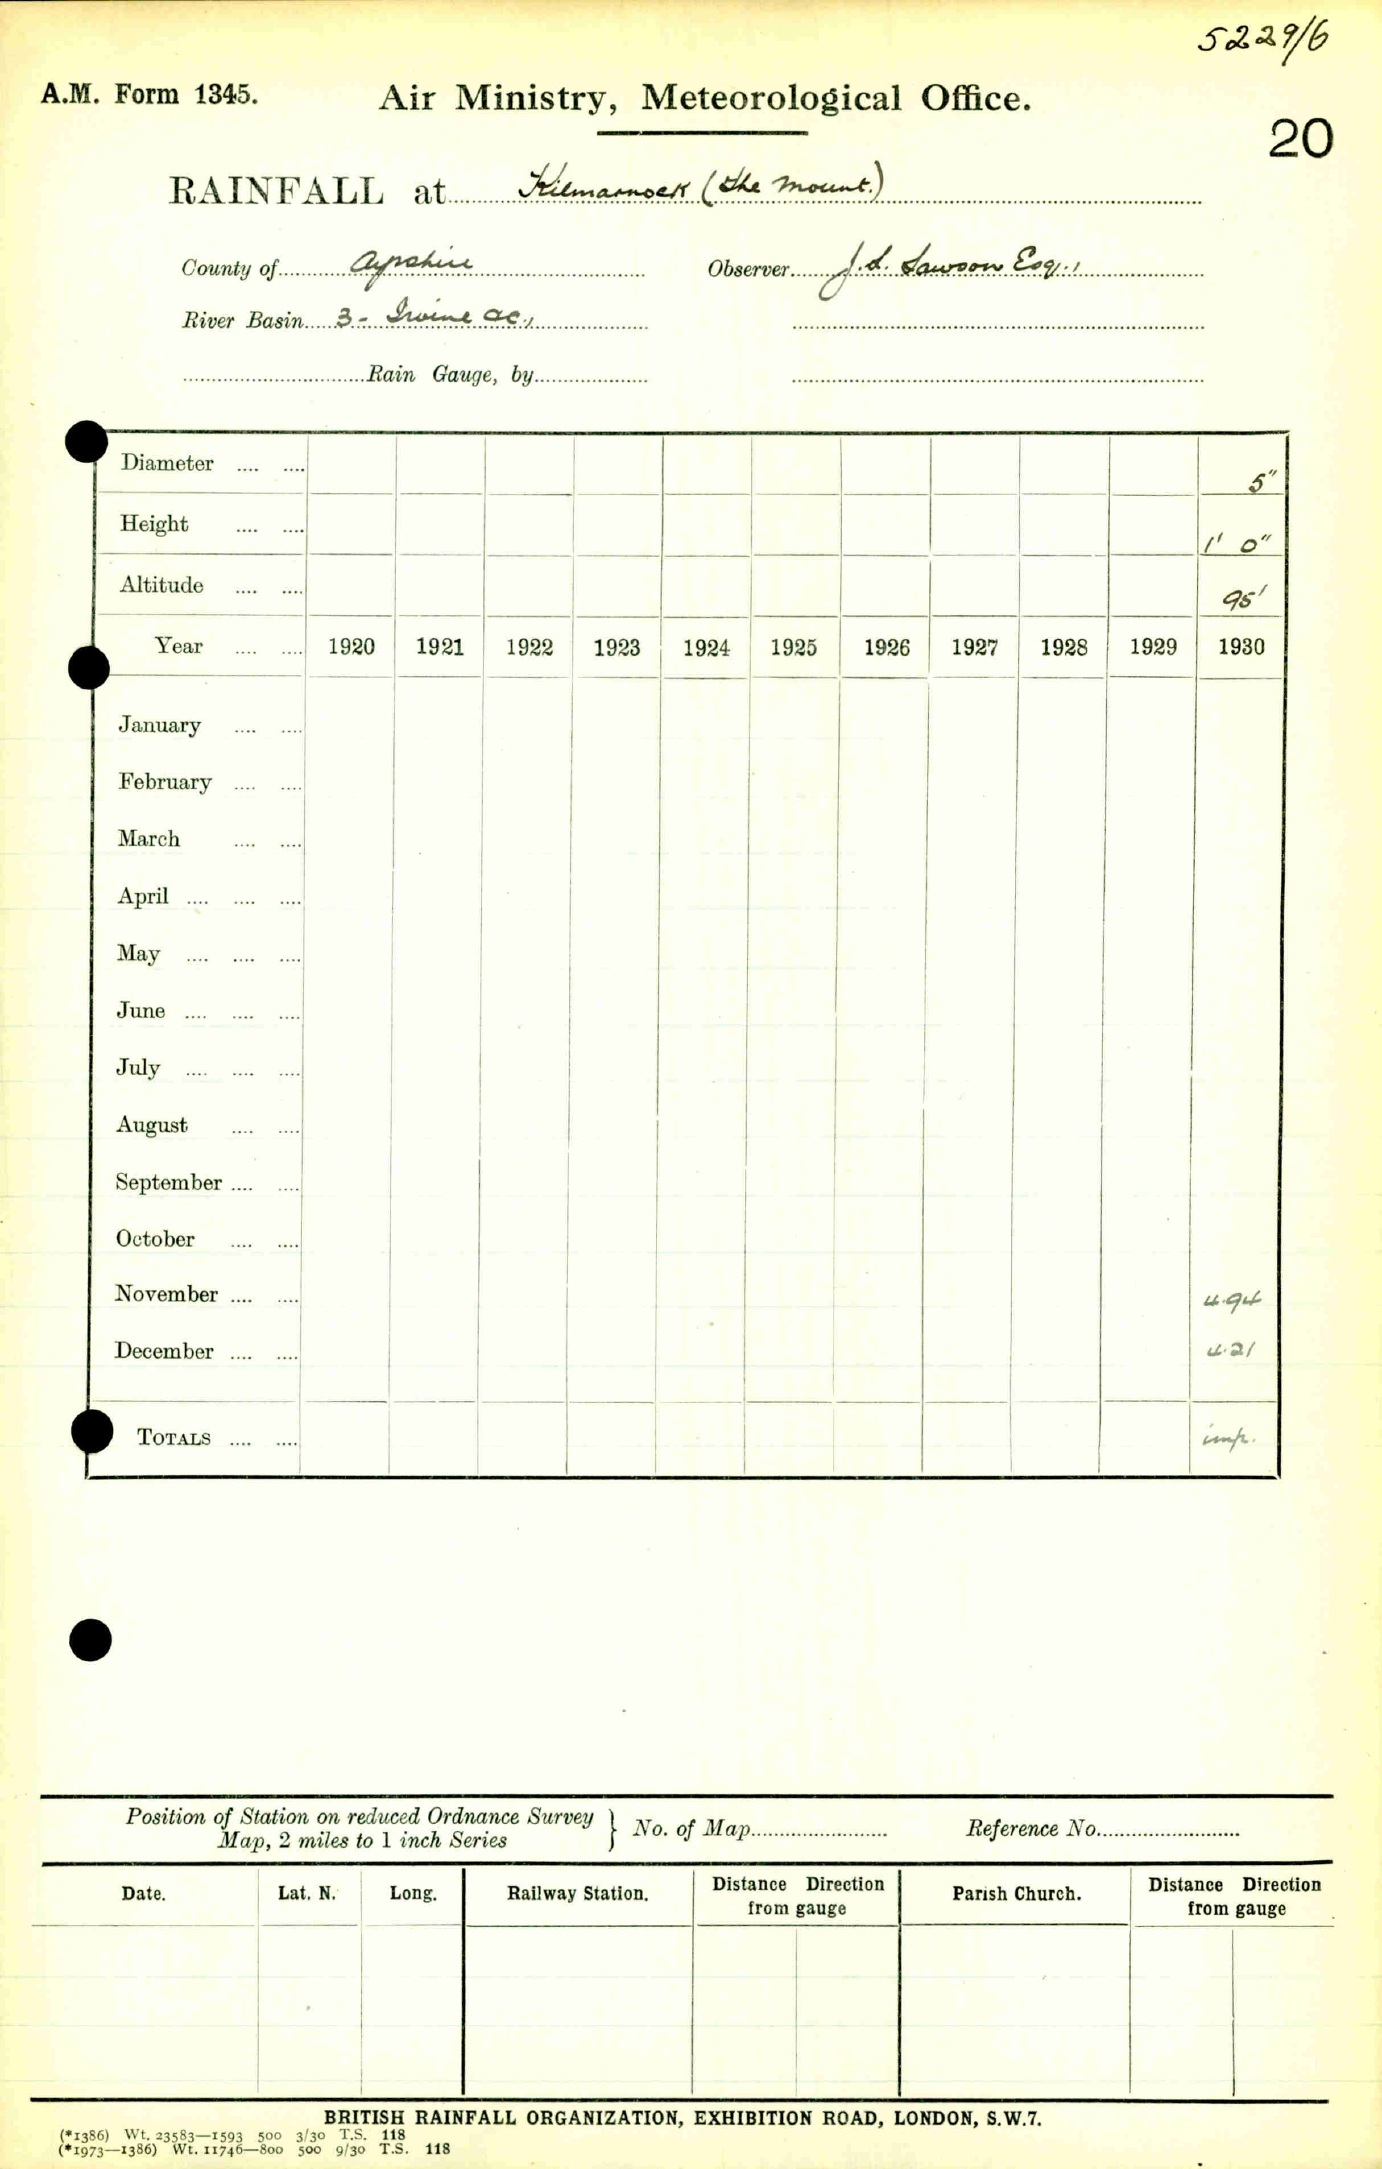 5229/6
A.M. Form 1345.
Air Ministry, Meteorological Office.
20
RAINFALL at Kilmarnock (The Mount.)
County of Ayrshire Observer J. S. Lawson Esq.,
River Basin 3 - Irvine &c.,
Rain Gauge, by
Diameter .... .... 5"
Height .... .... 1' 0"
Altitude .... .... 95'
Year .... .... 1920 1921 1922 1923 1924 1925 1926 1927 1928 1929 1930
January .... ....
February .... ....
March .... ....
April .... .... ....
May .... .... ....
June .... .... ....
July .... .... ....
August .... ....
September .... ....
October .... ....
November .... .... 4.94
December .... .... 4.21
TOTALS .... .... imp.
Position of Station on reduced Ordnance Survey
Map, 2 miles to 1 inch Series } No. of Map Reference No.
Date. Lat. N. Long. Railway Station. Distance Direction from gauge Parish Church. Distance Direction from gauge
BRITISH RAINFALL ORGANIZATION, EXHIBITION ROAD, LONDON, S.W.7.
(*1386) Wt. 23583—1593 500 3/30 T.S. 118
(*1973—1386) Wt. 11746—800 500 9/30 T.S. 118